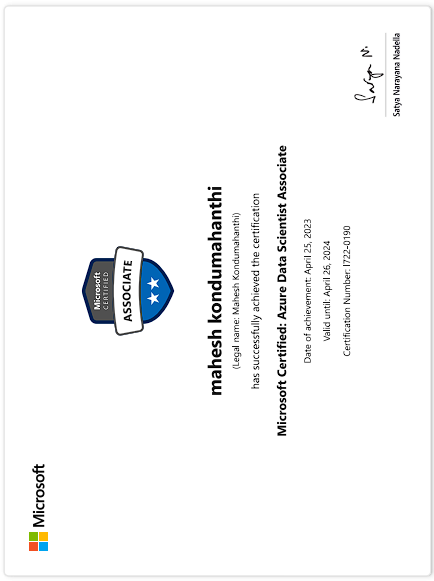 Microsoft
Microsoft
CERTIFIED
ASSOCIATE
mahesh kondumahanthi
(Legal name: Mahesh Kondumahanthi)
has successfully achieved the certification
Microsoft Certified: Azure Data Scientist Associate
Date of achievement: April 25, 2023
Valid until: April 26, 2024
Certification Number: I722-0190
Satya N.
Satya Narayana Nadella